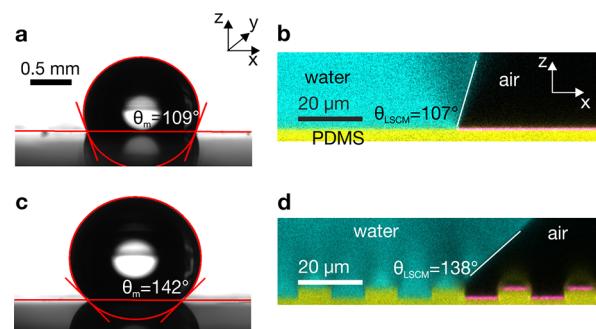 a
z
y
x
0.5 mm
θm=109°
b
water
air
z
x
20 μm
θLSCM=107°
PDMS
c
θm=142°
d
water
air
20 μm
θLSCM=138°